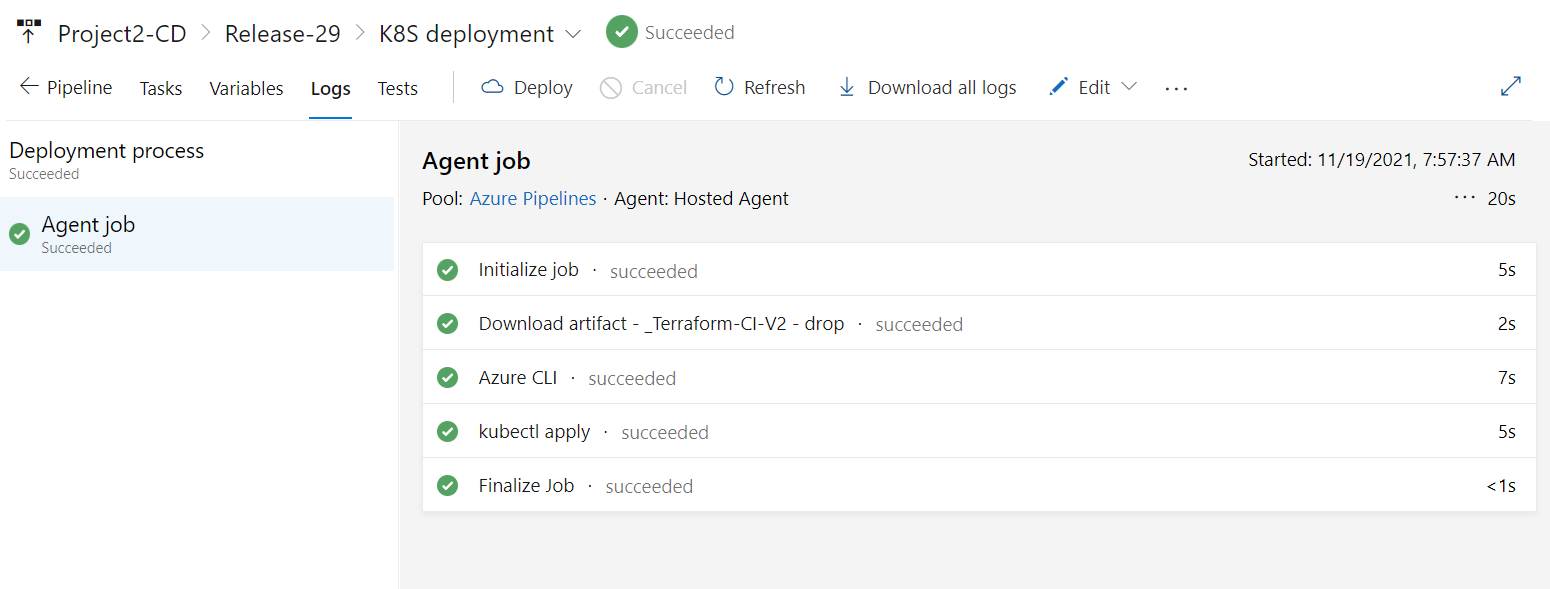 Project2-CD > Release-29 > K8S deployment Succeeded
Pipeline Tasks Variables Logs Tests Deploy Cancel Refresh Download all logs Edit ...
Deployment process
Succeeded
Agent job
Succeeded
Agent job Started: 11/19/2021, 7:57:37 AM
Pool: Azure Pipelines · Agent: Hosted Agent ... 20s
Initialize job · succeeded 5s
Download artifact - _Terraform-CI-V2 - drop · succeeded 2s
Azure CLI · succeeded 7s
kubectl apply · succeeded 5s
Finalize Job · succeeded <1s